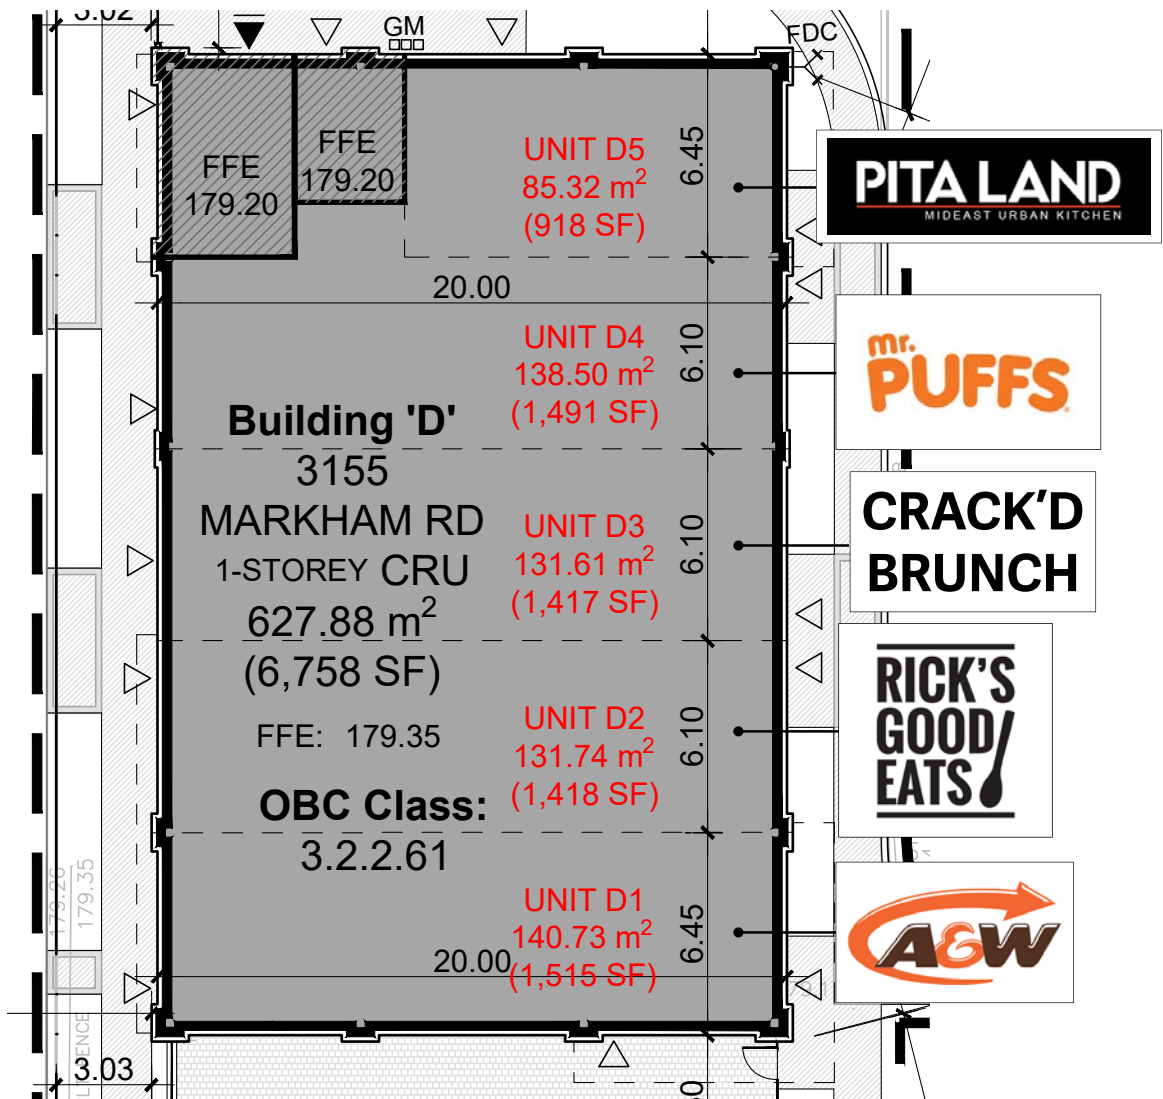 3.02
GM
FDC
FFE
179.20
FFE
179.20
UNIT D5
85.32 m²
(918 SF)
6.45
PITA LAND
MIDEAST URBAN KITCHEN
20.00
UNIT D4
138.50 m²
(1,491 SF)
6.10
mr.
PUFFS
Building 'D'
3155
MARKHAM RD
1-STOREY CRU
627.88 m²
(6,758 SF)
FFE: 179.35
OBC Class:
3.2.2.61
UNIT D3
131.61 m²
(1,417 SF)
6.10
CRACK'D
BRUNCH
UNIT D2
131.74 m²
(1,418 SF)
6.10
RICK'S
GOOD
EATS
179.26
179.35
UNIT D1
140.73 m²
(1,515 SF)
6.45
20.00
A&W
3.03